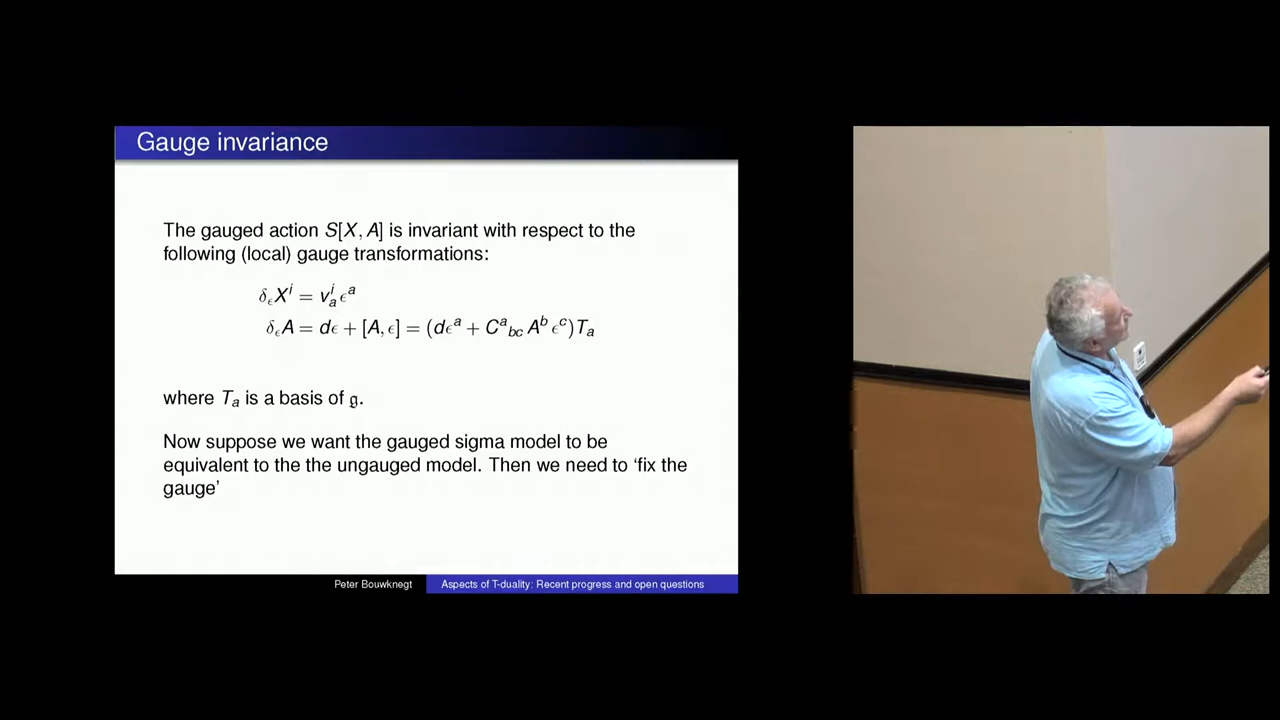 Gauge invariance
The gauged action S[X, A] is invariant with respect to the
following (local) gauge transformations:
δ_ϵ X^i = v^i_a ϵ^a
δ_ϵ A = dϵ + [A, ϵ] = (dϵ^a + C^a_{bc} A^b ϵ^c)T_a
where T_a is a basis of 𝔤.
Now suppose we want the gauged sigma model to be
equivalent to the the ungauged model. Then we need to ‘fix the
gauge’
Peter Bouwknegt
Aspects of T-duality: Recent progress and open questions